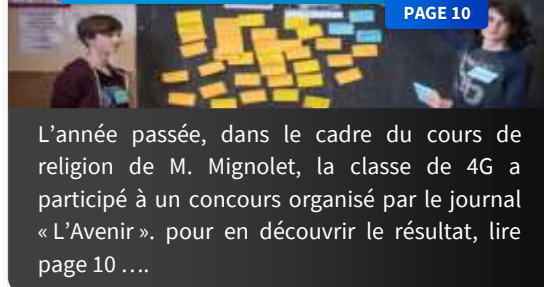 PAGE 10
L’année passée, dans le cadre du cours de
religion de M. Mignolet, la classe de 4G a
participé à un concours organisé par le journal
« L’Avenir ». pour en découvrir le résultat, lire
page 10 ....